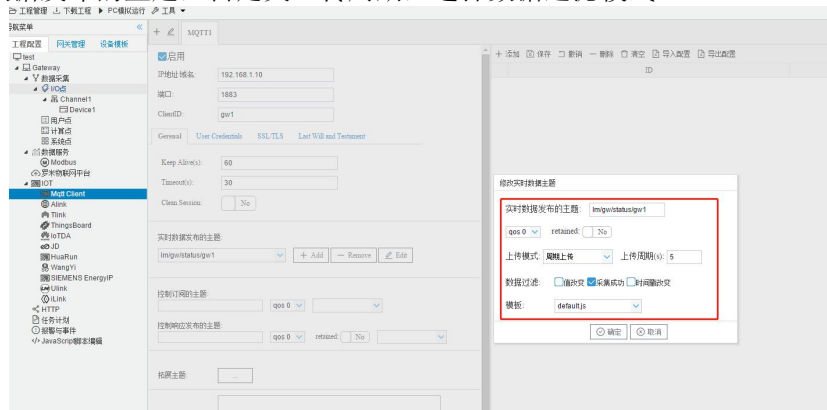 工程管理 下载工程 PC模拟运行 工具
导航菜单
工程配置 网关管理 设备模板
test
Gateway
数据采集
I/O点
Channel1
Device1
用户点
计算点
系统点
数据服务
Modbus
罗米物联网平台
IOT
Mqtt Client
Alink
Tlink
ThingsBoard
IoTDA
JD
HuaRun
WangYi
SIEMENS EnergyIP
Ulink
iLink
HTTP
任务计划
报警与事件
JavaScript脚本编辑
MQTT1
启用
IP地址/域名: 192.168.1.10
端口: 1883
ClientID: gw1
General User Credentials SSL/TLS Last Will and Testament
Keep Alive(s): 60
Timeout(s): 30
Clean Session: No
实时数据发布的主题:
lm/gw/status/gw1 + Add — Remove Edit
控制订阅的主题:
qos 0
控制响应发布的主题:
qos 0 retained: No
拓展主题: ...
+ 添加 保存 撤销 — 删除 清空 导入配置 导出配置
ID
修改实时数据主题
实时数据发布的主题: lm/gw/status/gw1
qos 0 retained: No
上传模式: 周期上传 上传周期(s): 5
数据过滤: 值改变 采集成功 时间戳改变
模板: default.js
确定 取消